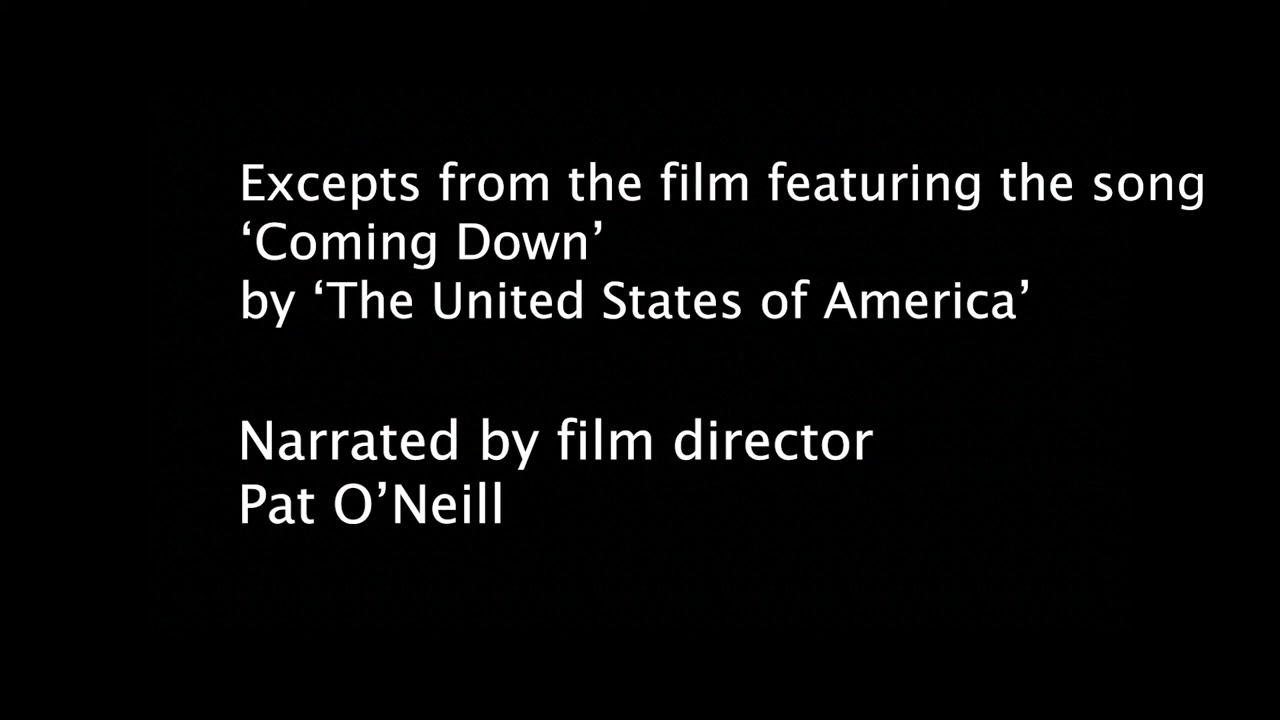 Excepts from the film featuring the song
‘Coming Down’
by ‘The United States of America’
Narrated by film director
Pat O’Neill